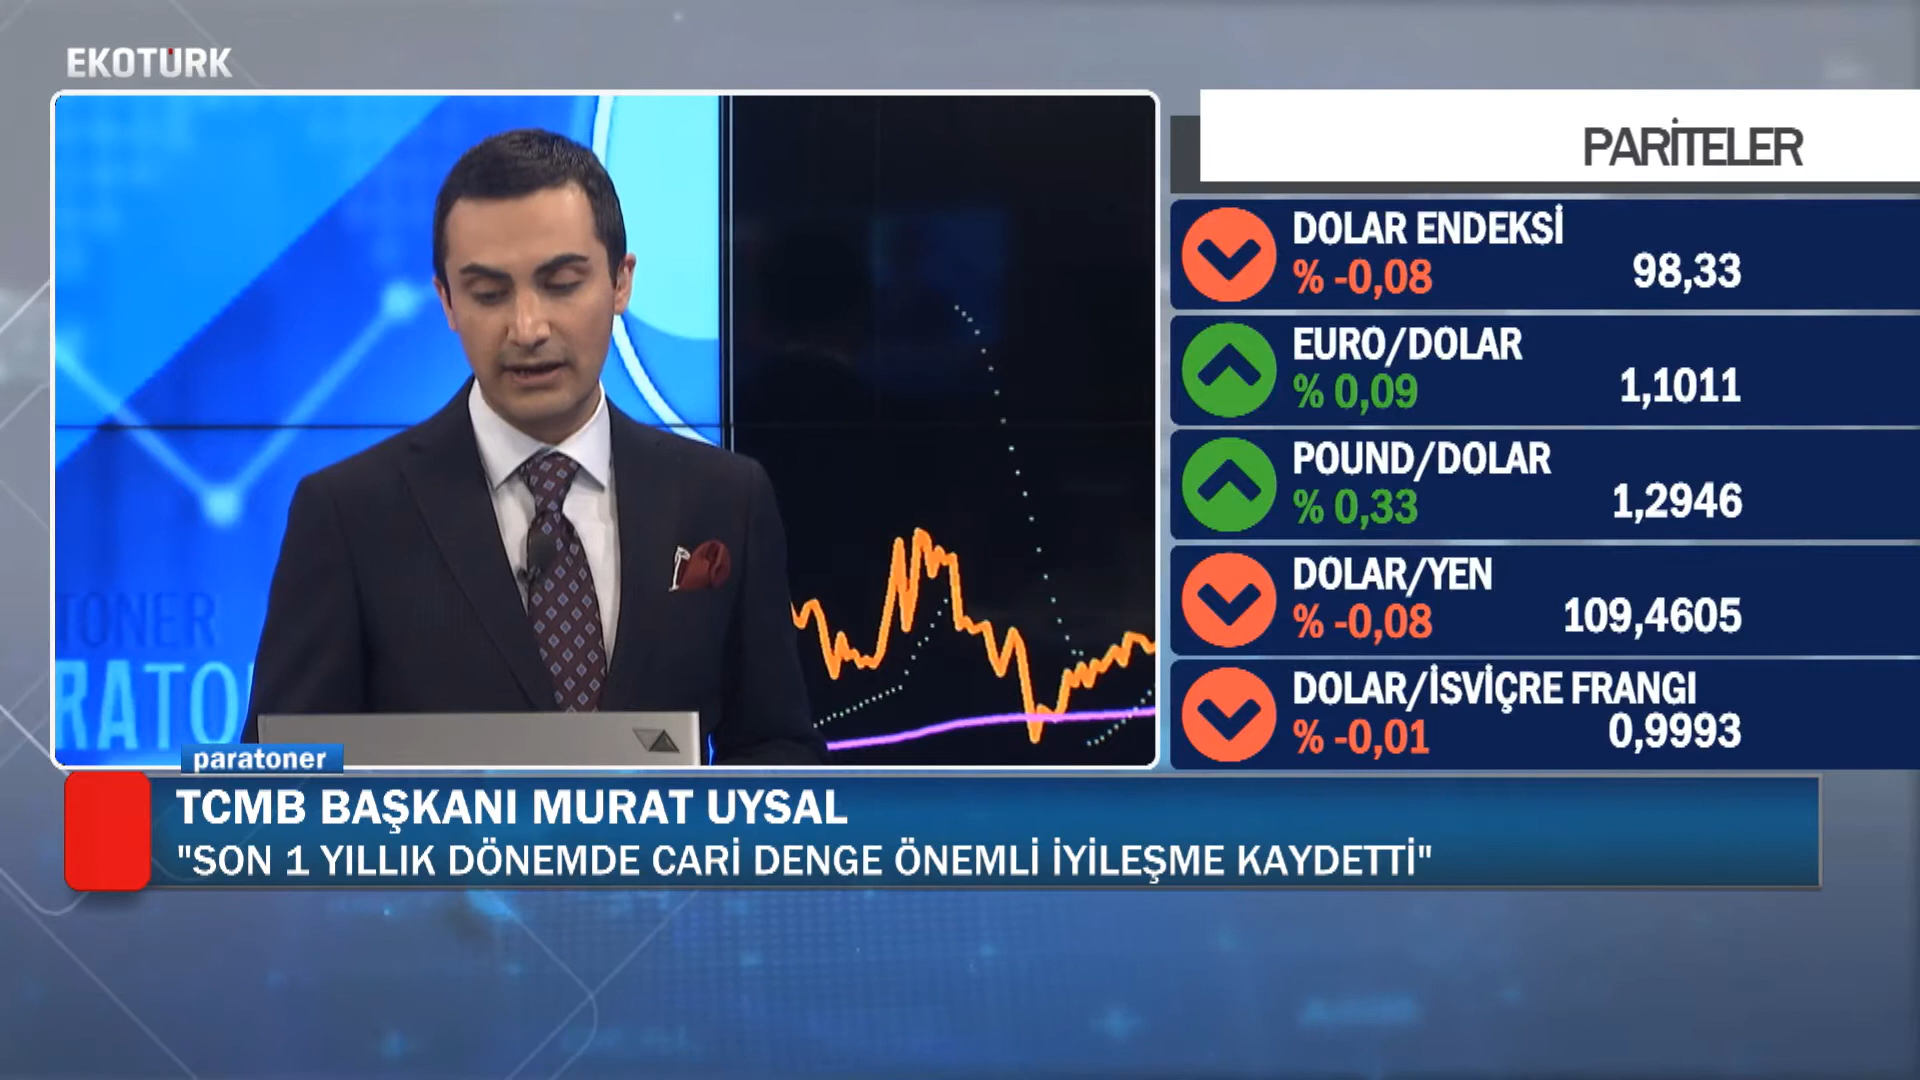 EKOTÜRK
PARİTELER
DOLAR ENDEKSİ
% -0,08 98,33
EURO/DOLAR
% 0,09 1,1011
POUND/DOLAR
% 0,33 1,2946
DOLAR/YEN
% -0,08 109,4605
DOLAR/İSVİÇRE FRANGI
% -0,01 0,9993
TONER
RATO
paratoner
TCMB BAŞKANI MURAT UYSAL
"SON 1 YILLIK DÖNEMDE CARİ DENGE ÖNEMLİ İYİLEŞME KAYDETTİ"